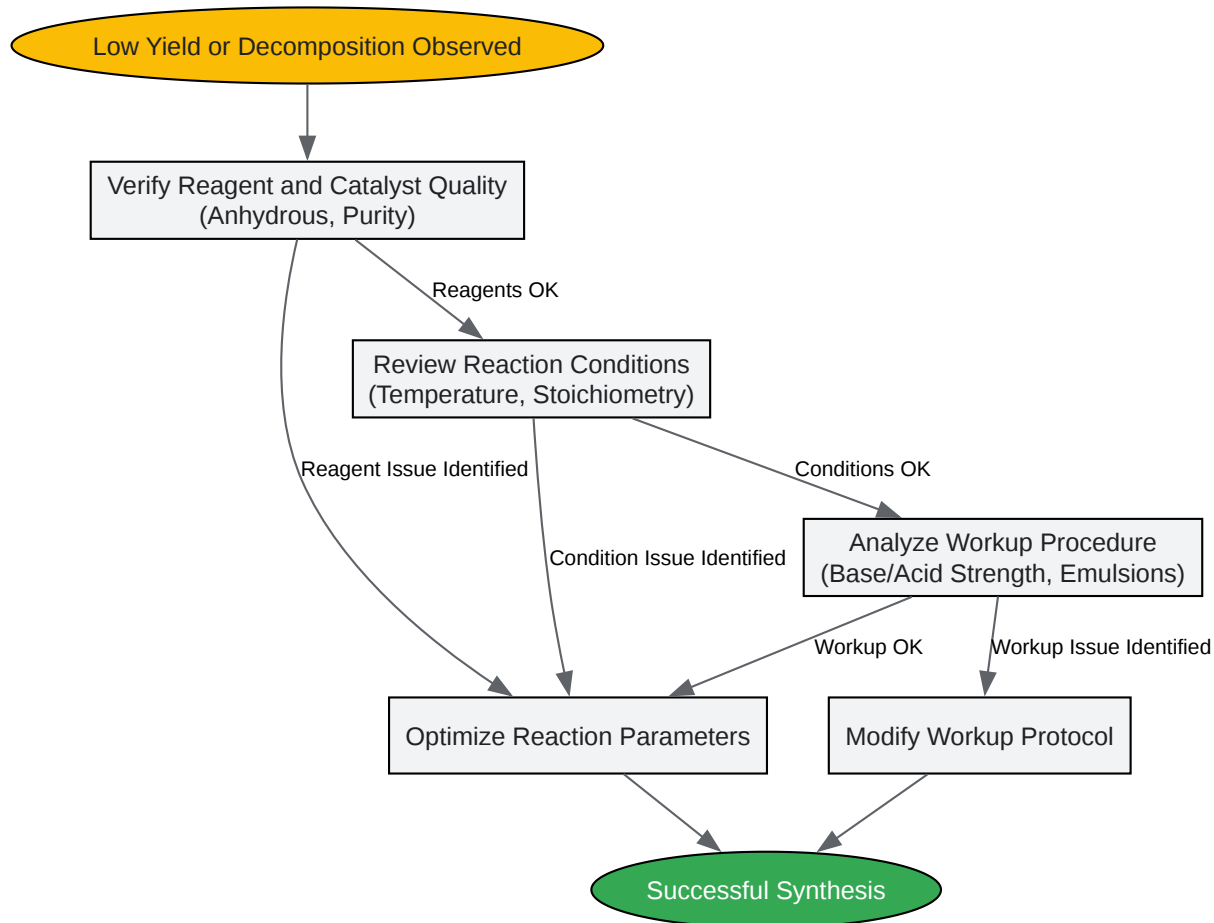 Low Yield or Decomposition Observed
Verify Reagent and Catalyst Quality
(Anhydrous, Purity)
Reagents OK
Review Reaction Conditions
(Temperature, Stoichiometry)
Reagent Issue Identified
Conditions OK
Condition Issue Identified
Analyze Workup Procedure
(Base/Acid Strength, Emulsions)
Workup OK
Workup Issue Identified
Optimize Reaction Parameters
Modify Workup Protocol
Successful Synthesis